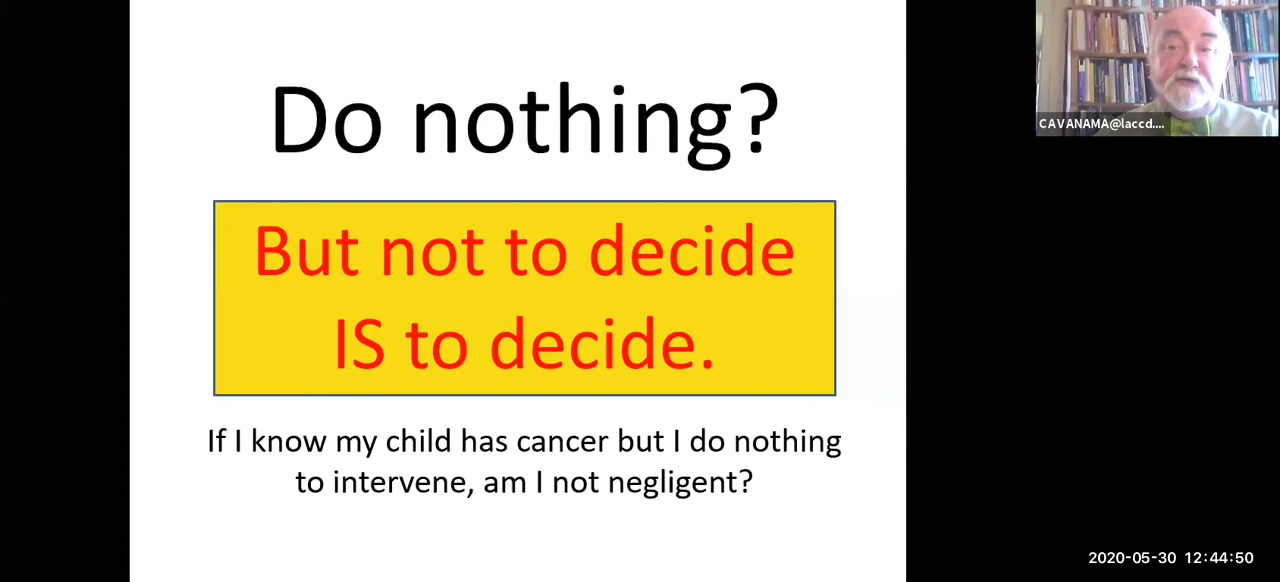 Do nothing?
But not to decide
IS to decide.
If I know my child has cancer but I do nothing
to intervene, am I not negligent?
CAVANAMA@laccd....
2020-05-30 12:44:50